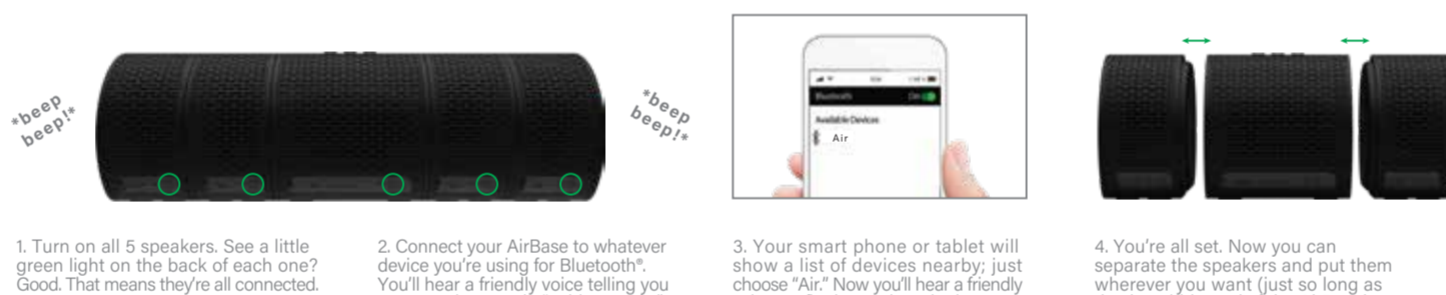 *beep
beep!*
*beep
beep!*
Bluetooth On
Available Devices
Air
1. Turn on all 5 speakers. See a little
green light on the back of each one?
Good. That means they’re all connected.
2. Connect your AirBase to whatever
device you’re using for Bluetooth®.
You’ll hear a friendly voice telling you
3. Your smart phone or tablet will
show a list of devices nearby; just
choose “Air.” Now you’ll hear a friendly
4. You’re all set. Now you can
separate the speakers and put them
wherever you want (just so long as